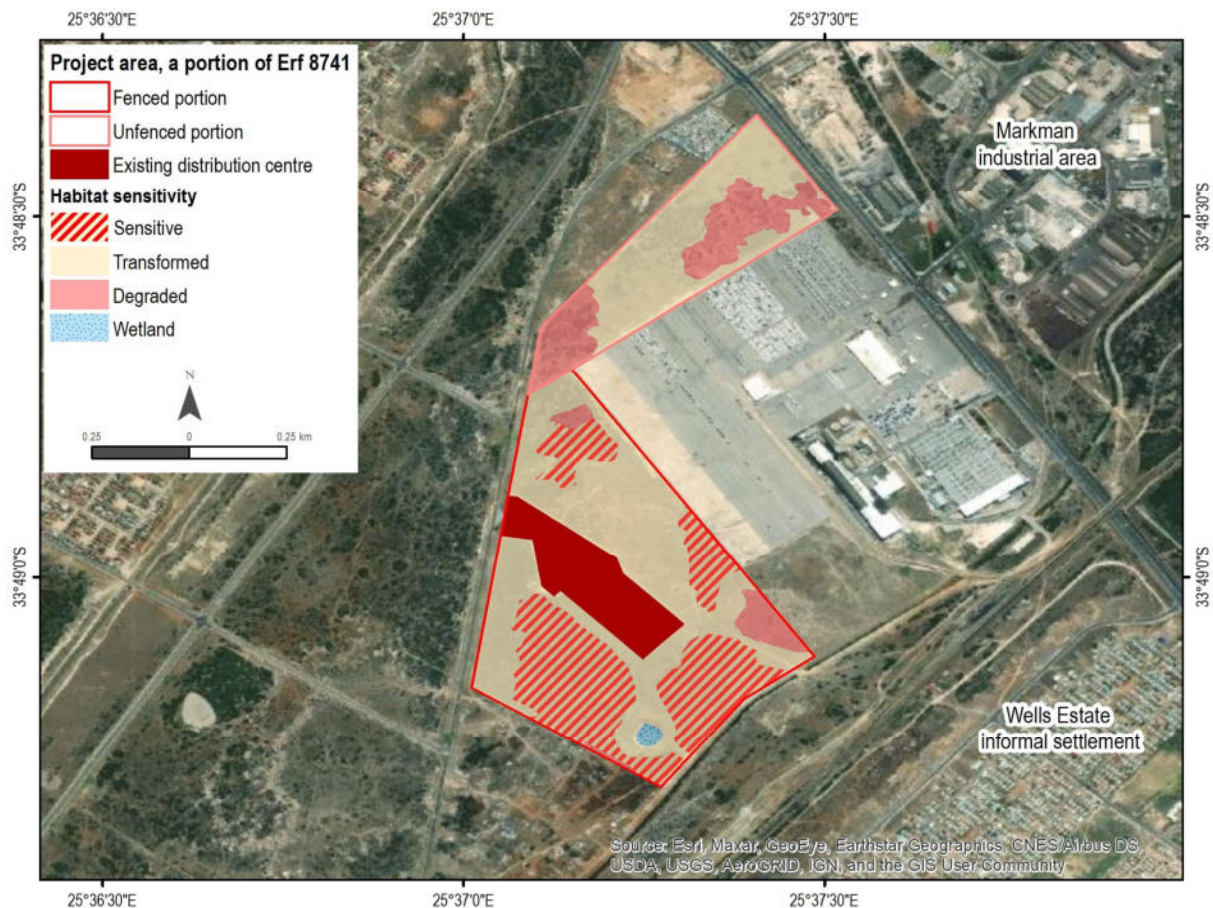 25°36'30"E 25°37'0"E 25°37'30"E
Project area, a portion of Erf 8741
Fenced portion
Unfenced portion
Existing distribution centre
Habitat sensitivity
Sensitive
Transformed
Degraded
Wetland
N
0.25 0 0.25 km
Markman
industrial area
33°48'30"S 33°48'30"S
33°49'0"S 33°49'0"S
Wells Estate
informal settlement
Source: Esri, Maxar, GeoEye, Earthstar Geographics, CNES/Airbus DS,
USDA, USGS, AeroGRID, IGN, and the GIS User Community
25°36'30"E 25°37'0"E 25°37'30"E